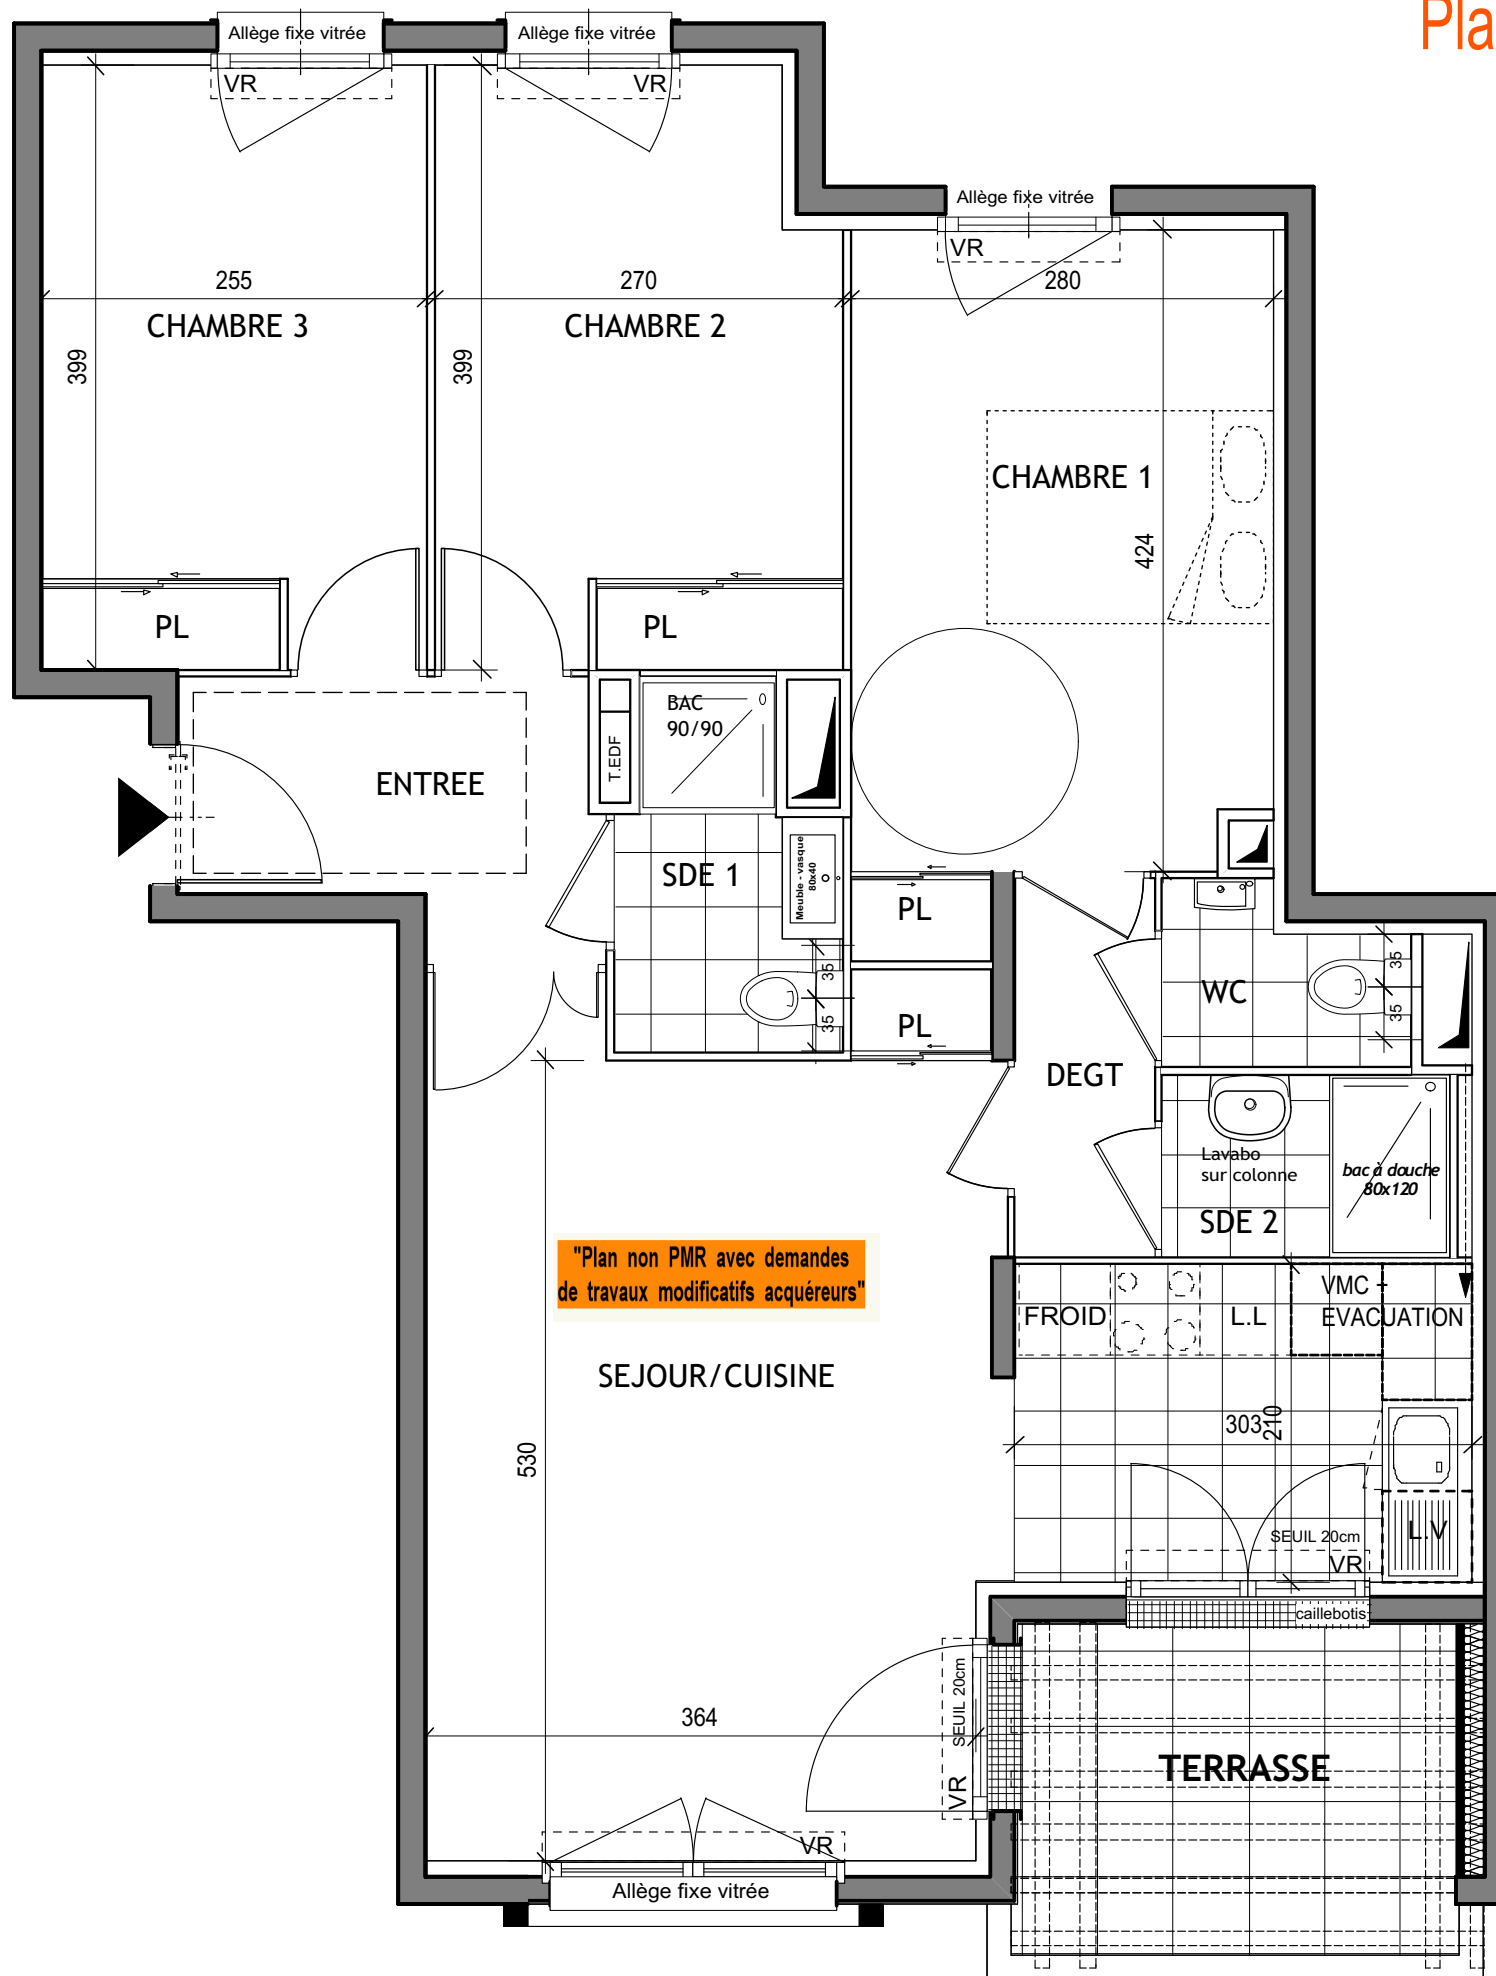 Pla
Allège fixe vitrée
Allège fixe vitrée
VR
VR
Allège fixe vitrée
VR
255
270
280
CHAMBRE 3
CHAMBRE 2
399
399
CHAMBRE 1
424
PL
PL
BAC
90/90
T.EDF
ENTREE
SDE 1
Meuble - vasque
80x40
PL
35
35
PL
WC
35
35
DEGT
Lavabo
sur colonne
bac à douche
80x120
SDE 2
"Plan non PMR avec demandes
de travaux modificatifs acquéreurs"
FROID
L.L
VMC +
EVACUATION
SEJOUR/CUISINE
303
210
530
SEUIL 20cm
VR
L.V
caillebotis
SEUIL 20cm
VR
364
TERRASSE
VR
Allège fixe vitrée